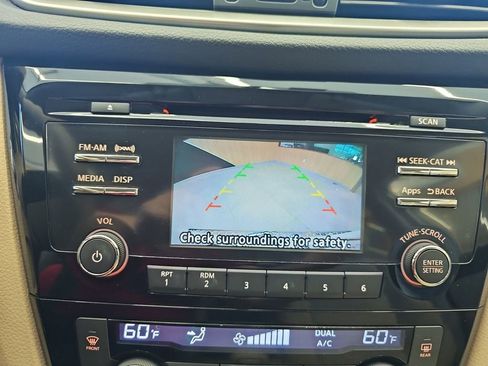 SCAN
FM·AM
SEEK·CAT
MEDIA DISP
Apps BACK
VOL
TUNE·SCROLL
Check surroundings for safety.
ENTER
SETTING
RPT
1
RDM
2
3
4
5
6
60°F
DUAL
A/C
60°F
FRONT
REAR